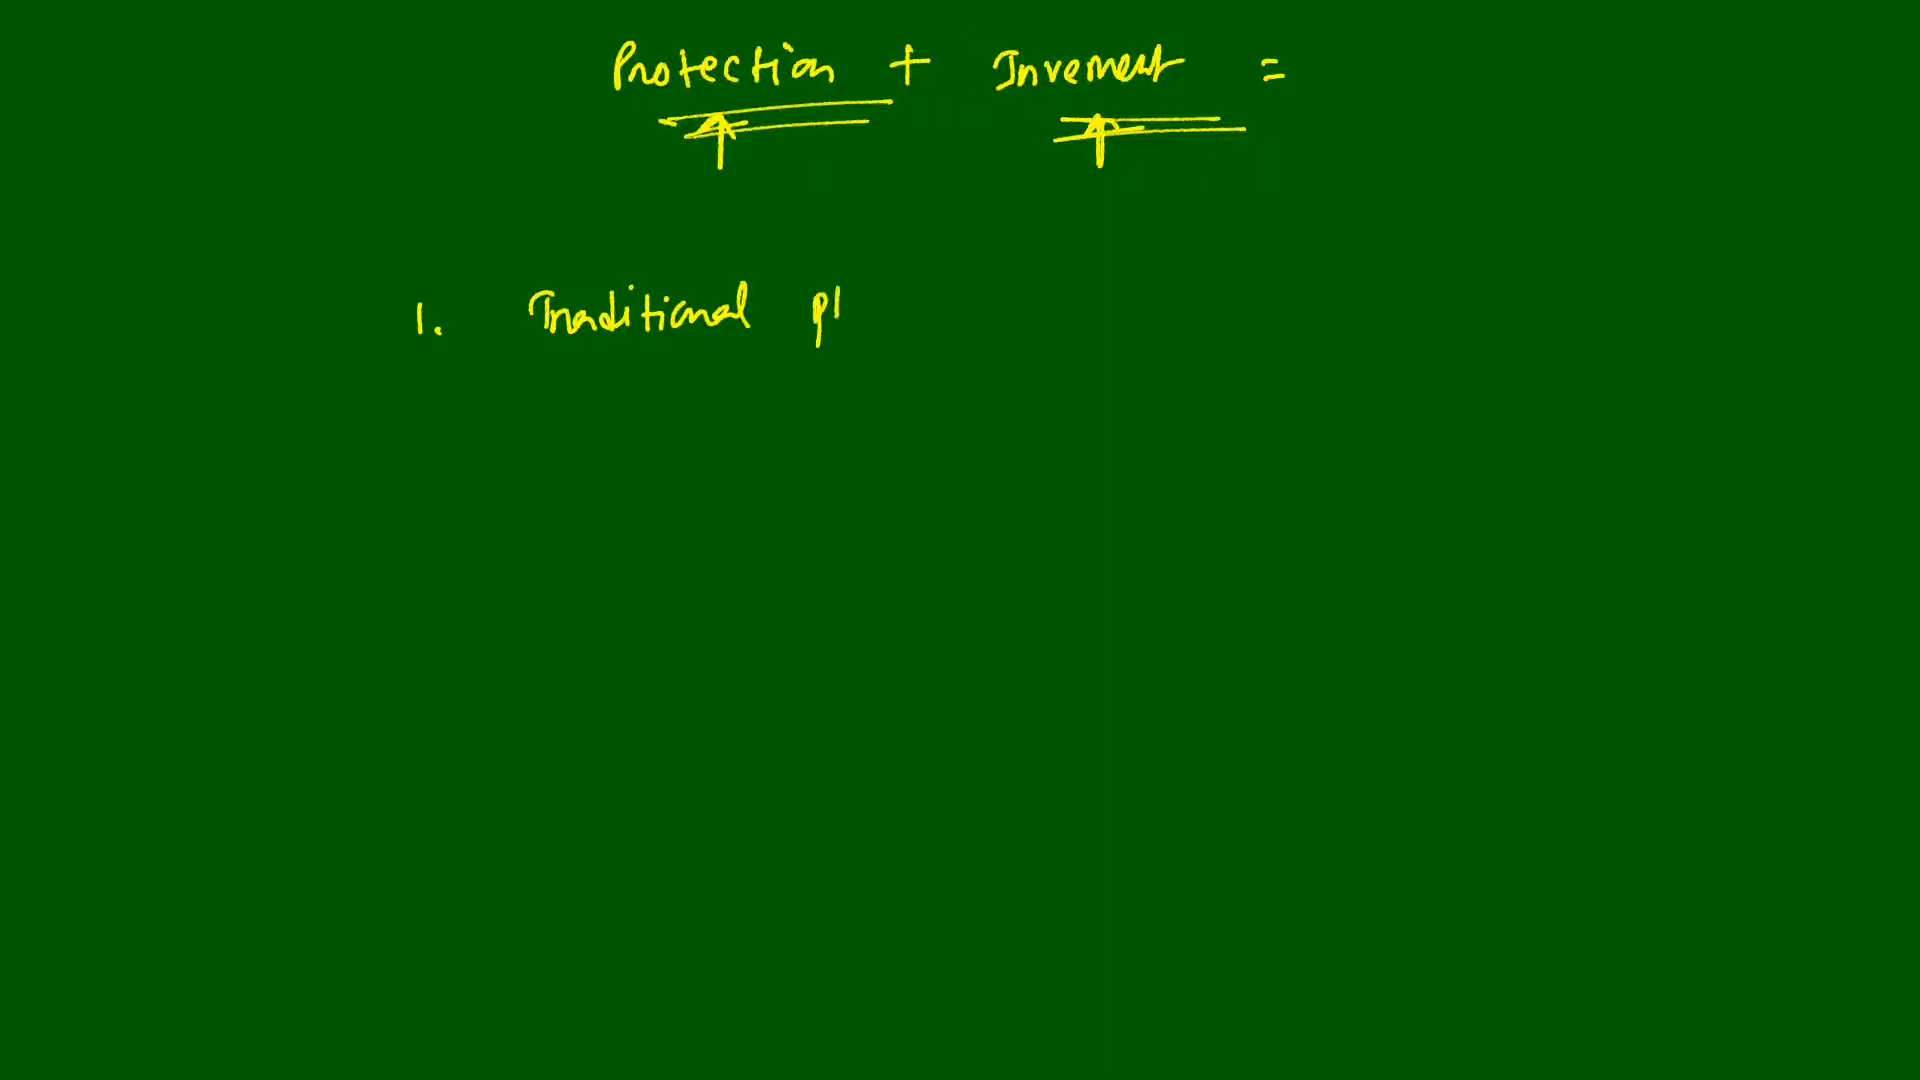 Protection + Invement =
1. Traditional pl